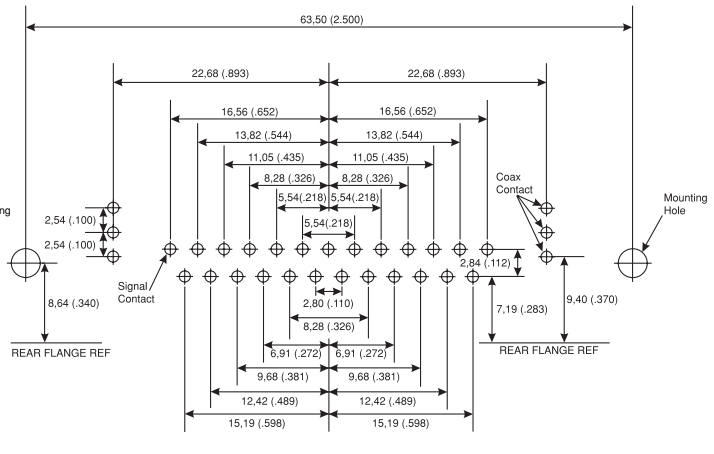 63,50 (2.500)
22,68 (.893) 22,68 (.893)
16,56 (.652) 16,56 (.652)
13,82 (.544) 13,82 (.544)
11,05 (.435) 11,05 (.435)
8,28 (.326) 8,28 (.326)
5,54(.218) 5,54(.218)
5,54(.218)
Coax
Contact
Mounting
Hole
ng
2,54 (.100)
2,54 (.100)
2,84 (.112)
Signal
Contact
8,64 (.340)
2,80 (.110)
7,19 (.283)
9,40 (.370)
8,28 (.326)
REAR FLANGE REF
REAR FLANGE REF
6,91 (.272) 6,91 (.272)
9,68 (.381) 9,68 (.381)
12,42 (.489) 12,42 (.489)
15,19 (.598) 15,19 (.598)